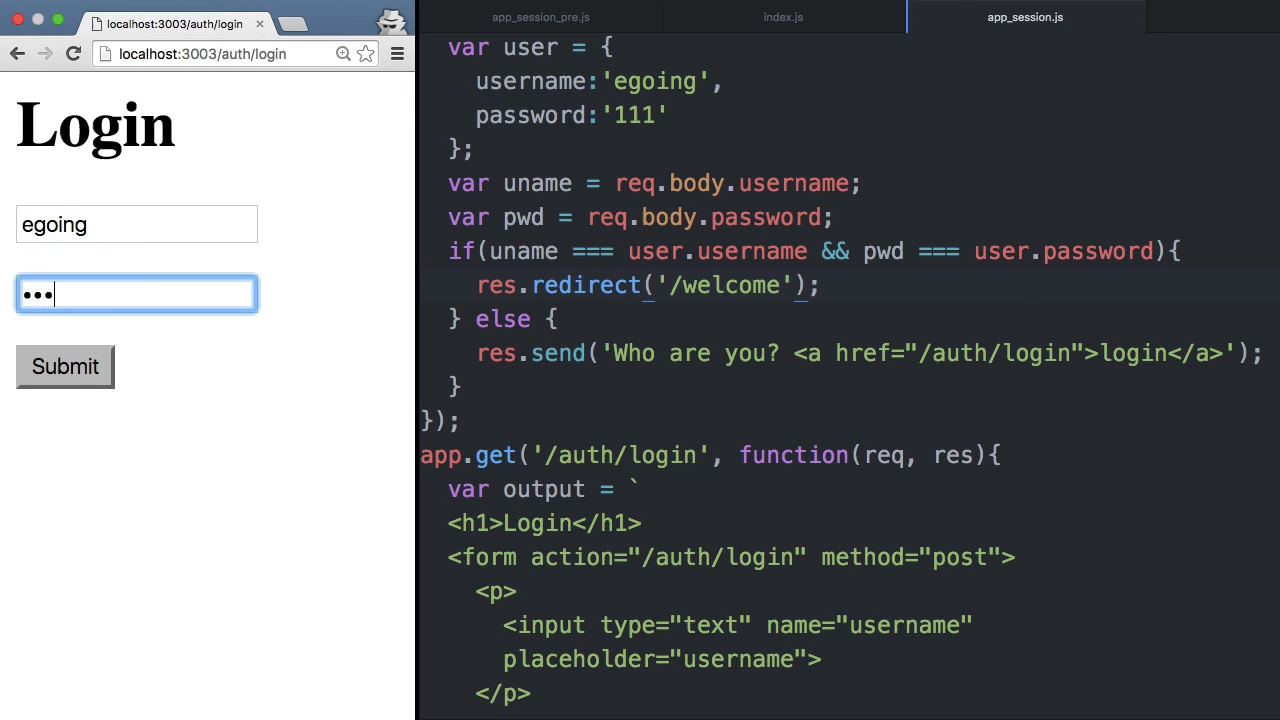 localhost:3003/auth/login
localhost:3003/auth/login
Login
egoing
•••
Submit
app_session_pre.js
index.js
app_session.js
var user = {
username:'egoing',
password:'111'
};
var uname = req.body.username;
var pwd = req.body.password;
if(uname === user.username && pwd === user.password){
res.redirect('/welcome');
} else {
res.send('Who are you? <a href="/auth/login">login</a>');
}
});
app.get('/auth/login', function(req, res){
var output = `
<h1>Login</h1>
<form action="/auth/login" method="post">
<p>
<input type="text" name="username"
placeholder="username">
</p>